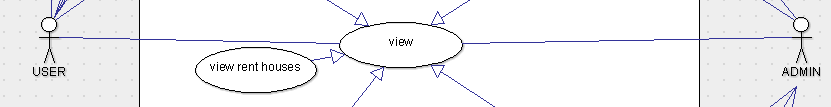 view
view rent houses
USER
ADMIN